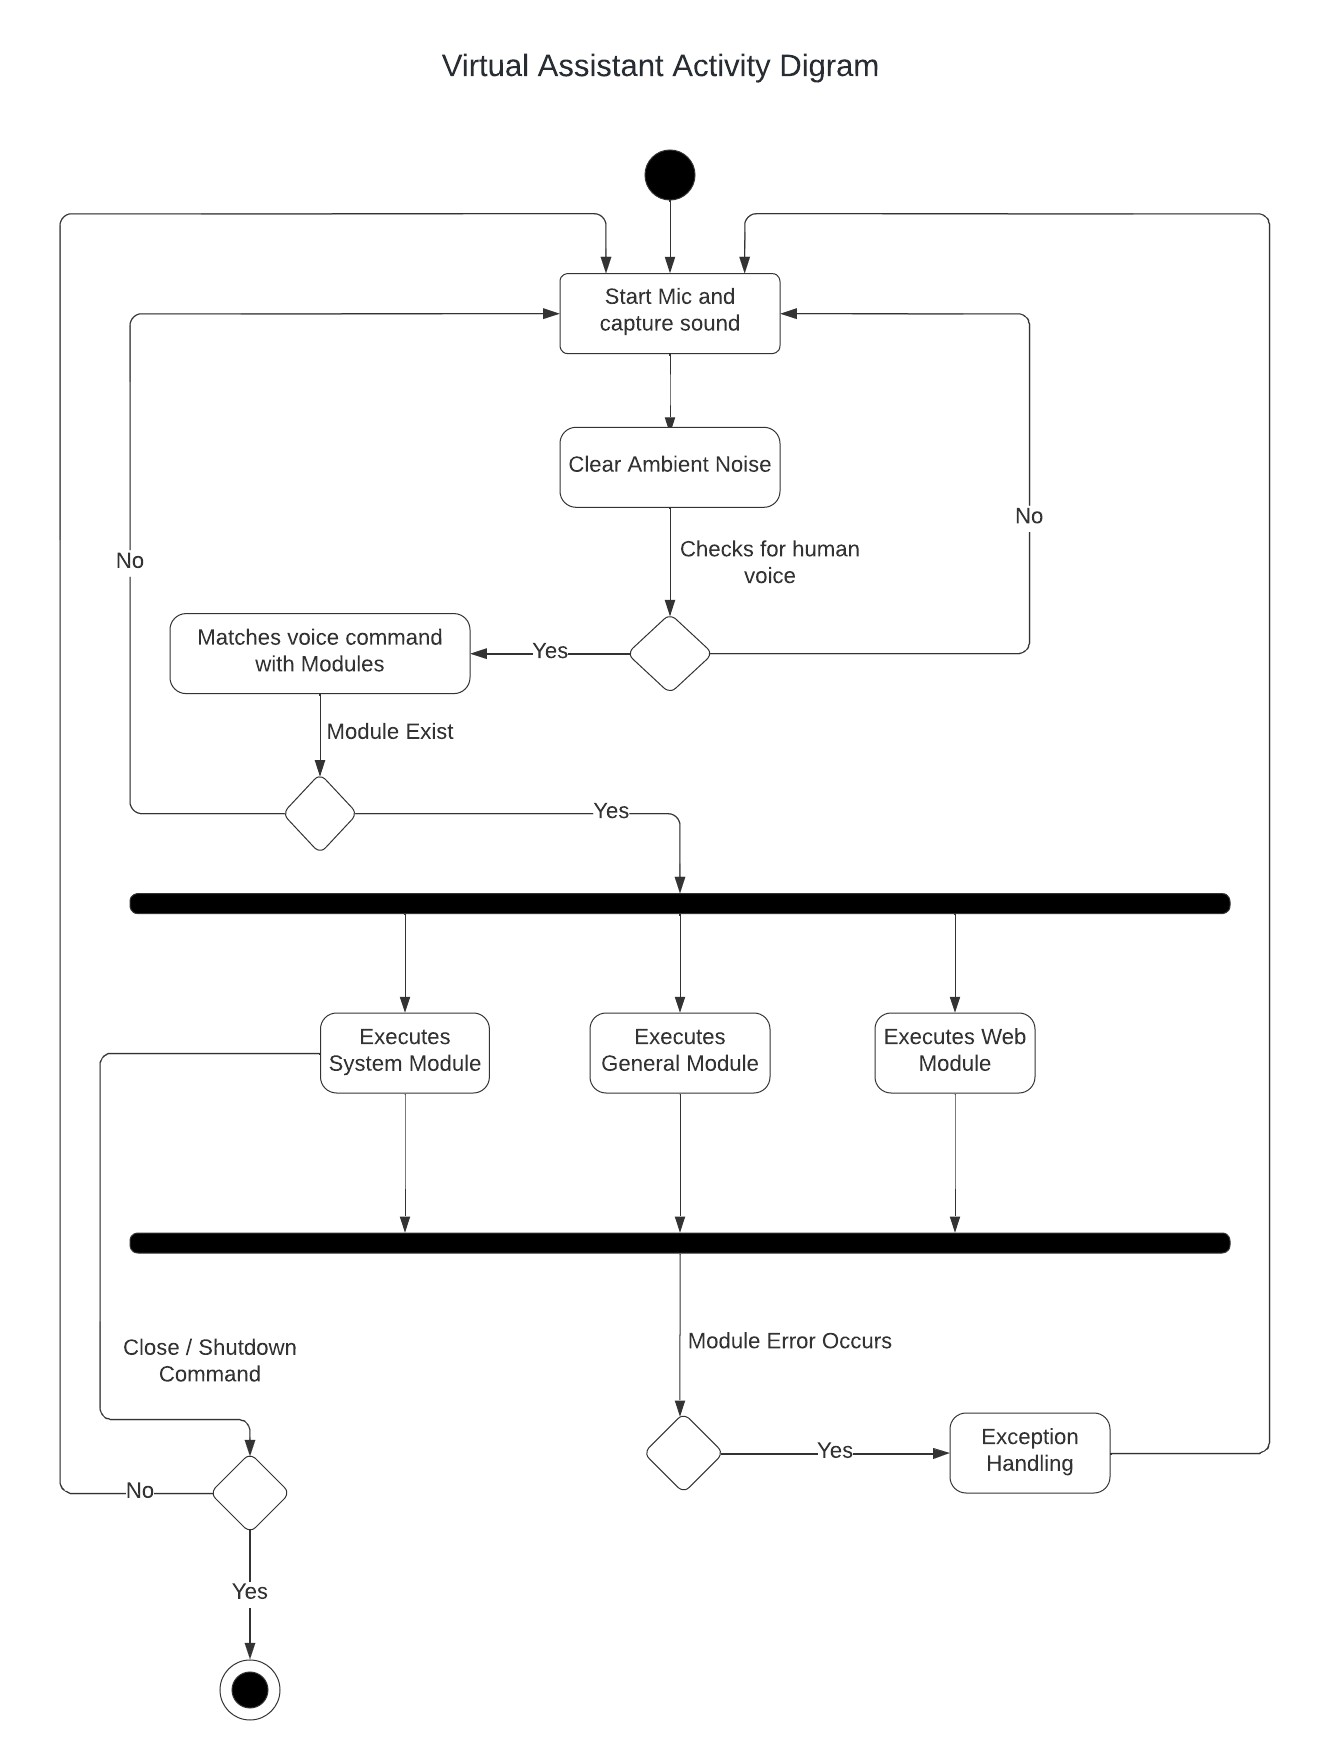 Virtual Assistant Activity Digram
Start Mic and
capture sound
Clear Ambient Noise
No
Checks for human
voice
No
Matches voice command
with Modules
Yes
Module Exist
Yes
Executes
System Module
Executes
General Module
Executes Web
Module
Close / Shutdown
Command
Module Error Occurs
Yes
Exception
Handling
No
Yes